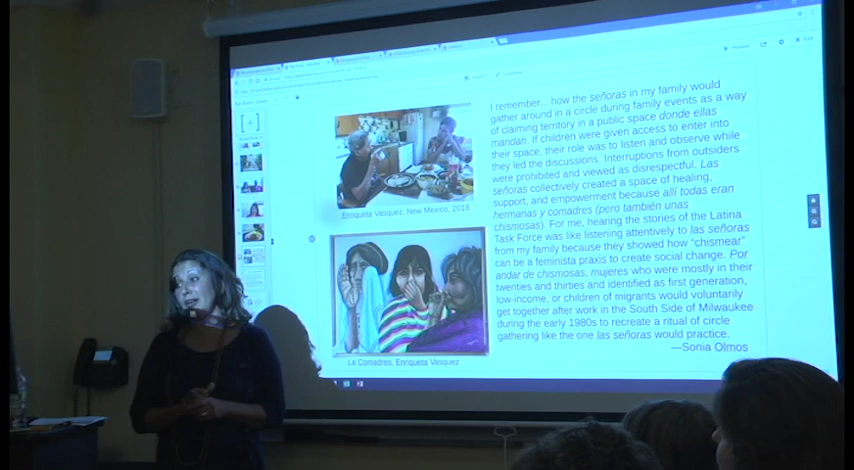 I remember... how the señoras in my family would
gather around in a circle during family events as a way
of claiming territory in a public space donde ellas
mandan. If children were given access to enter into
their space, their role was to listen and observe while
they led the discussions. Interruptions from outsiders
were prohibited and viewed as disrespectful. Las
señoras collectively created a space of healing,
support, and empowerment because allí todas eran
hermanas y comadres (pero también unas
chismosas). For me, hearing the stories of the Latina
Task Force was like listening attentively to las señoras
from my family because they showed how "chismear"
can be a feminist praxis to create social change. Por
andar de chismosas, mujeres who were mostly in their
twenties and thirties and identified as first generation,
low-income, or children of migrants would voluntarily
get together after work in the South Side of Milwaukee
during the early 1980s to recreate a ritual of circle
gathering like the one las señoras would practice.
—Sonia Olmos
Enriqueta Vasquez, New Mexico, 2015
La Comadres, Enriqueta Vasquez